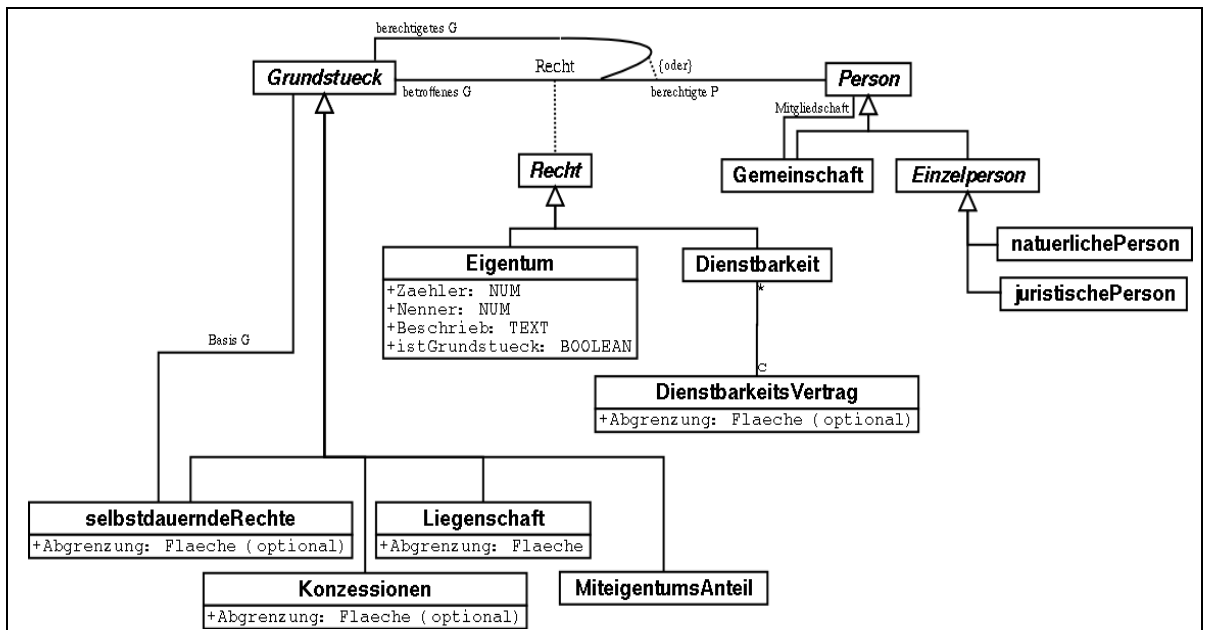 berechtigetes G
Grundstueck
Recht
{oder}
Person
betroffenes G
berechtigte P
Mitgliedschaft
Recht
Gemeinschaft
Einzelperson
natuerlichePerson
juristischePerson
Eigentum
+Zaehler: NUM
+Nenner: NUM
+Beschrieb: TEXT
+istGrundstueck: BOOLEAN
Dienstbarkeit
*
c
Basis G
DienstbarkeitsVertrag
+Abgrenzung: Flaeche (optional)
selbstdauerndeRechte
+Abgrenzung: Flaeche (optional)
Liegenschaft
+Abgrenzung: Flaeche
Konzessionen
+Abgrenzung: Flaeche (optional)
MiteigentumsAnteil